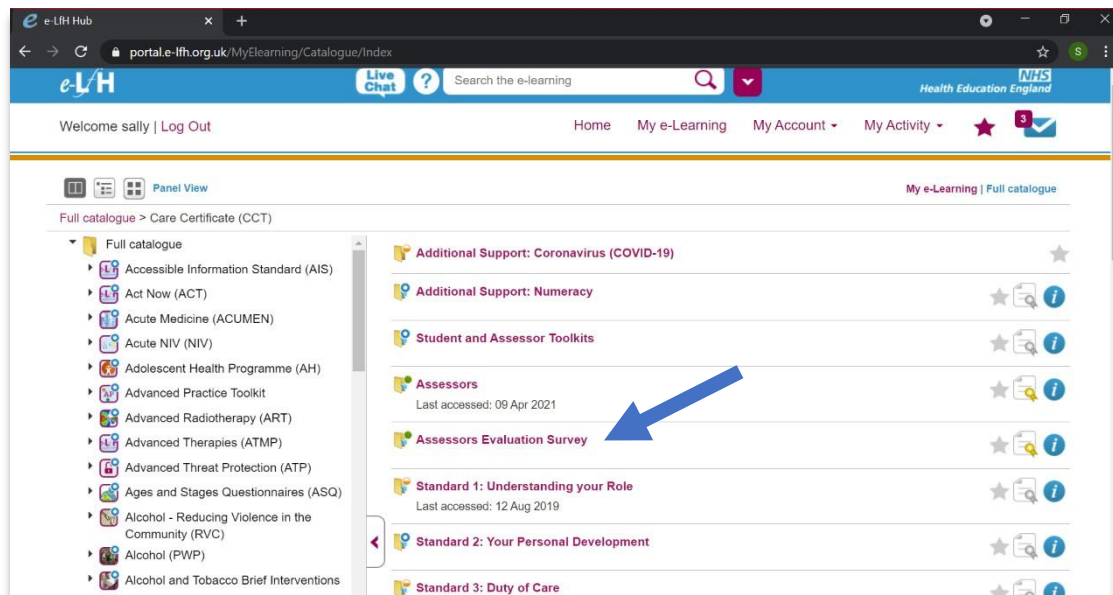 e-LfH Hub
portal.e-lfh.org.uk/MyElearning/Catalogue/Index
S
e-LfH
Live Chat
?
Search the e-learning
NHS
Health Education England
Welcome sally | Log Out
Home
My e-Learning
My Account
My Activity
3
Panel View
My e-Learning | Full catalogue
Full catalogue > Care Certificate (CCT)
Full catalogue
Accessible Information Standard (AIS)
Act Now (ACT)
Acute Medicine (ACUMEN)
Acute NIV (NIV)
Adolescent Health Programme (AH)
Advanced Practice Toolkit
Advanced Radiotherapy (ART)
Advanced Therapies (ATMP)
Advanced Threat Protection (ATP)
Ages and Stages Questionnaires (ASQ)
Alcohol - Reducing Violence in the
Community (RVC)
Alcohol (PWP)
Alcohol and Tobacco Brief Interventions
Additional Support: Coronavirus (COVID-19)
Additional Support: Numeracy
Student and Assessor Toolkits
Assessors
Last accessed: 09 Apr 2021
Assessors Evaluation Survey
Standard 1: Understanding your Role
Last accessed: 12 Aug 2019
Standard 2: Your Personal Development
Standard 3: Duty of Care